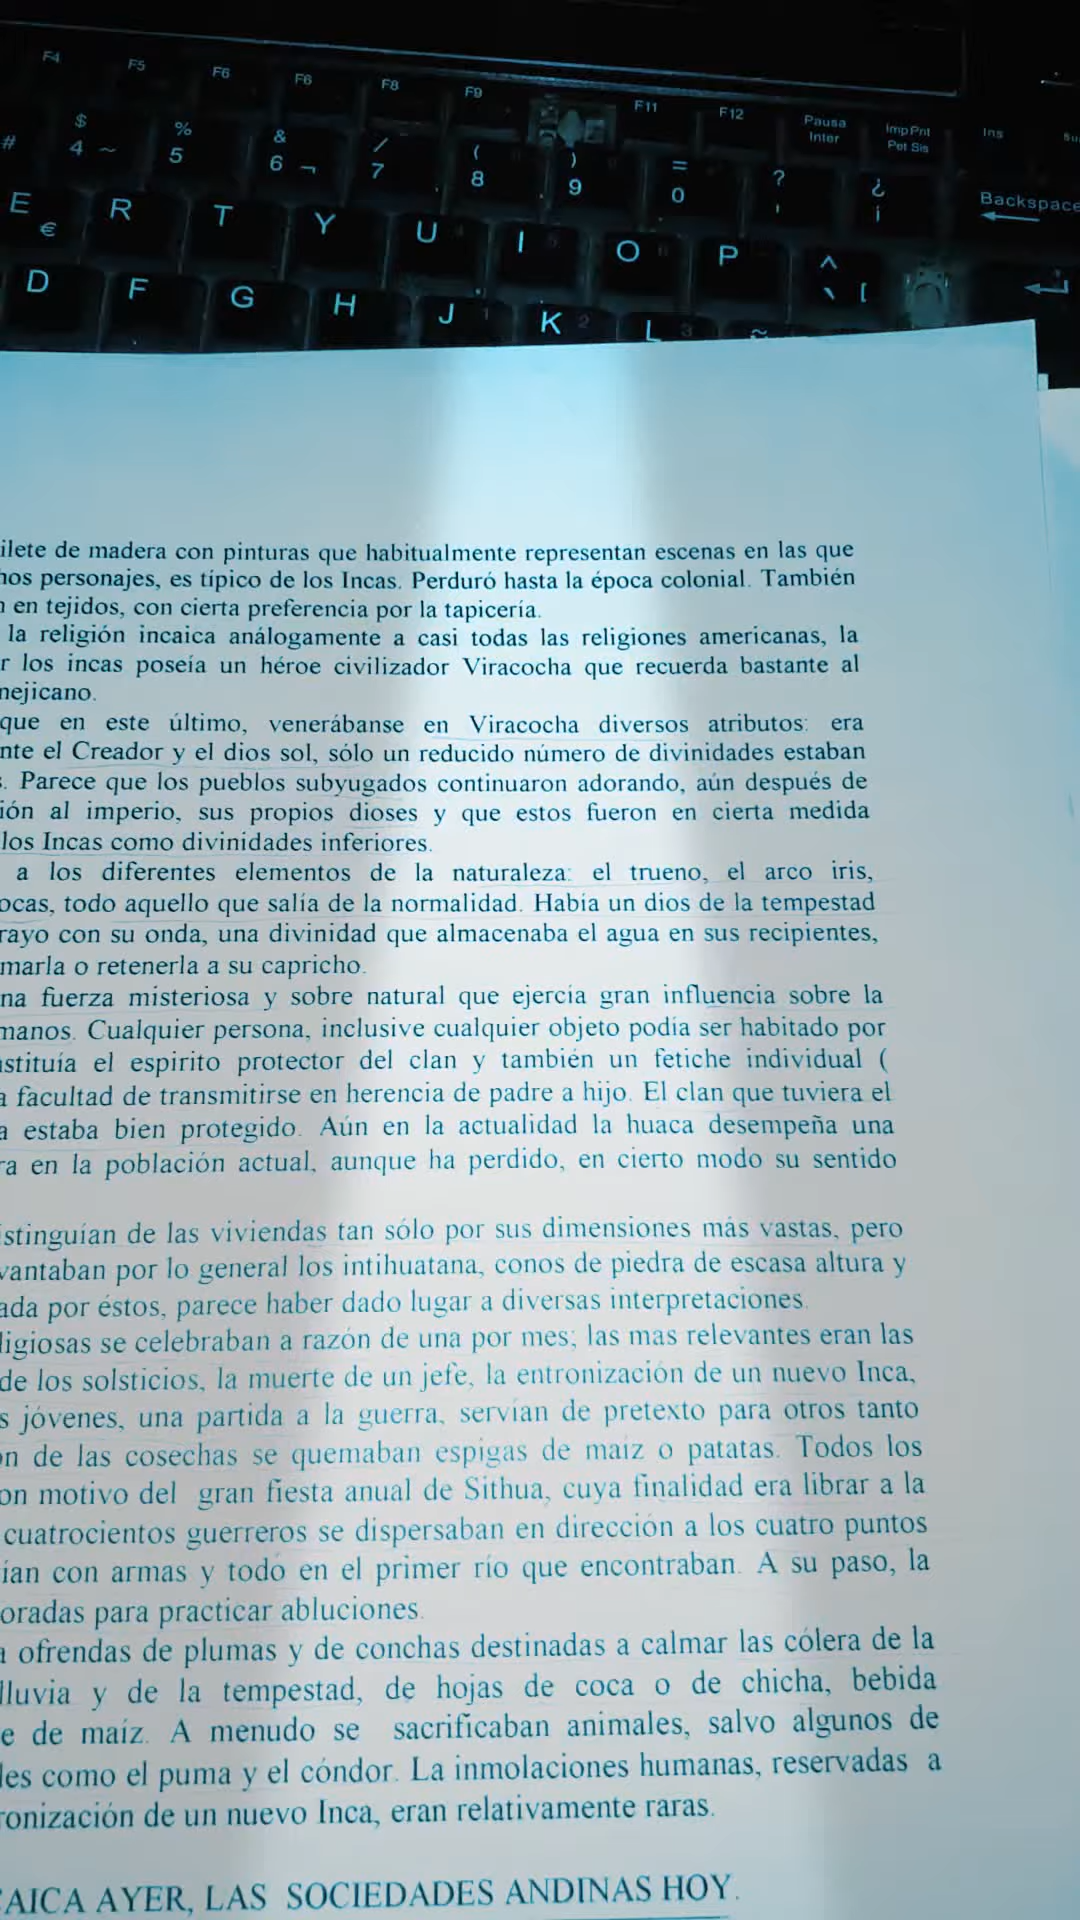 F4 F5 F6 F6 F8 F9 F11 F12 Pausa Inter ImpPnt Pet Sis Ins
# $ 4 ~ % 5 & 6 ¬ / 7 ( 8 ) 9 = 0 ? ' ¿ ¡ Backspace
E € R T Y U I O P ^ ` [
D F G H J 1 K 2 L 3 ~
ilete de madera con pinturas que habitualmente representan escenas en las que
nos personajes, es típico de los Incas. Perduró hasta la época colonial. También
en tejidos, con cierta preferencia por la tapicería.
la religión incaica análogamente a casi todas las religiones americanas, la
r los incas poseía un héroe civilizador Viracocha que recuerda bastante al
nejicano.
que en este último, venerábanse en Viracocha diversos atributos: era
nte el Creador y el dios sol, sólo un reducido número de divinidades estaban
. Parece que los pueblos subyugados continuaron adorando, aún después de
ión al imperio, sus propios dioses y que estos fueron en cierta medida
los Incas como divinidades inferiores.
a los diferentes elementos de la naturaleza: el trueno, el arco iris,
ocas, todo aquello que salía de la normalidad. Había un dios de la tempestad
rayo con su onda, una divinidad que almacenaba el agua en sus recipientes,
marla o retenerla a su capricho.
na fuerza misteriosa y sobre natural que ejercía gran influencia sobre la
manos. Cualquier persona, inclusive cualquier objeto podía ser habitado por
nstituía el espirito protector del clan y también un fetiche individual (
a facultad de transmitirse en herencia de padre a hijo. El clan que tuviera el
a estaba bien protegido. Aún en la actualidad la huaca desempeña una
ra en la población actual, aunque ha perdido, en cierto modo su sentido
istinguían de las viviendas tan sólo por sus dimensiones más vastas, pero
vantaban por lo general los intihuatana, conos de piedra de escasa altura y
ada por éstos, parece haber dado lugar a diversas interpretaciones.
ligiosas se celebraban a razón de una por mes; las mas relevantes eran las
de los solsticios, la muerte de un jefe, la entronización de un nuevo Inca,
s jóvenes, una partida a la guerra, servían de pretexto para otros tanto
ón de las cosechas se quemaban espigas de maíz o patatas. Todos los
on motivo del gran fiesta anual de Sithua, cuya finalidad era librar a la
cuatrocientos guerreros se dispersaban en dirección a los cuatro puntos
ían con armas y todo en el primer río que encontraban. A su paso, la
oradas para practicar abluciones.
a ofrendas de plumas y de conchas destinadas a calmar las cólera de la
lluvia y de la tempestad, de hojas de coca o de chicha, bebida
e de maíz. A menudo se sacrificaban animales, salvo algunos de
les como el puma y el cóndor. La inmolaciones humanas, reservadas a
ronización de un nuevo Inca, eran relativamente raras.
CAICA AYER, LAS SOCIEDADES ANDINAS HOY.